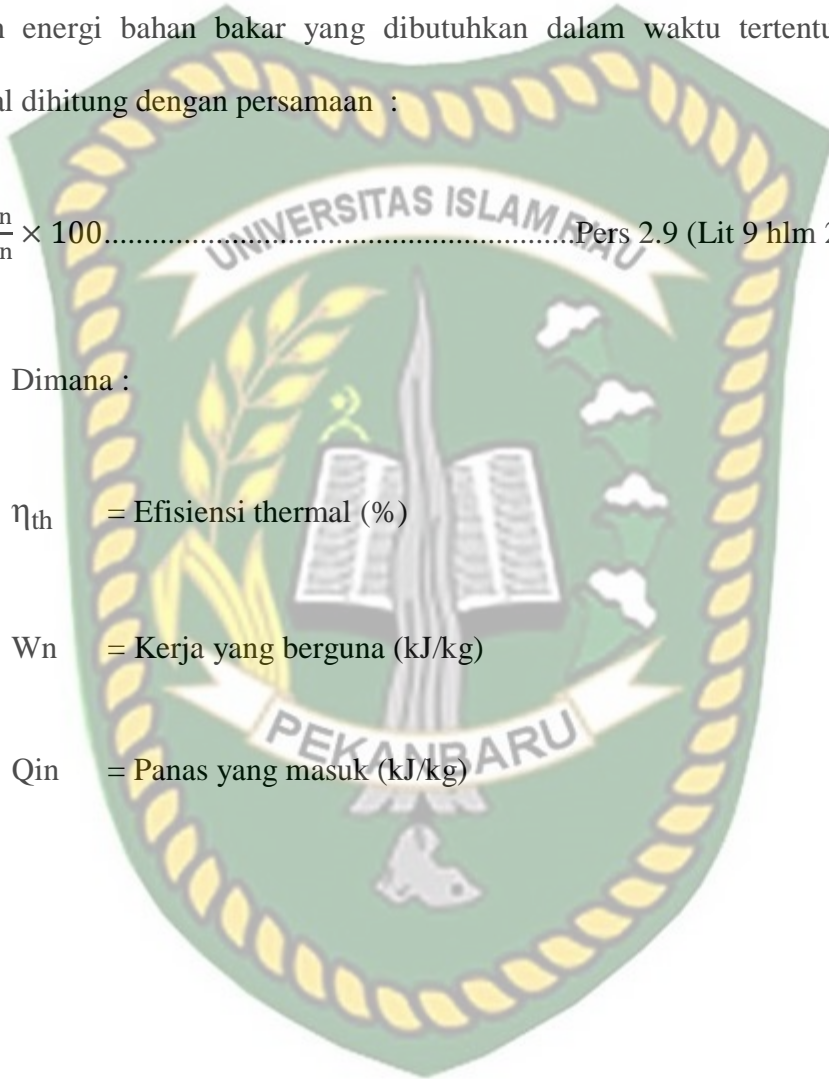 energi bahan bakar yang dibutuhkan dalam waktu tertentu
dihitung dengan persamaan :
n/n × 100............................................................Pers 2.9 (Lit 9 hlm 2
UNIVERSITAS ISLAM RIAU
Dimana :
ηth = Efisiensi thermal (%)
Wn = Kerja yang berguna (kJ/kg)
PEKANBARU
Qin = Panas yang masuk (kJ/kg)